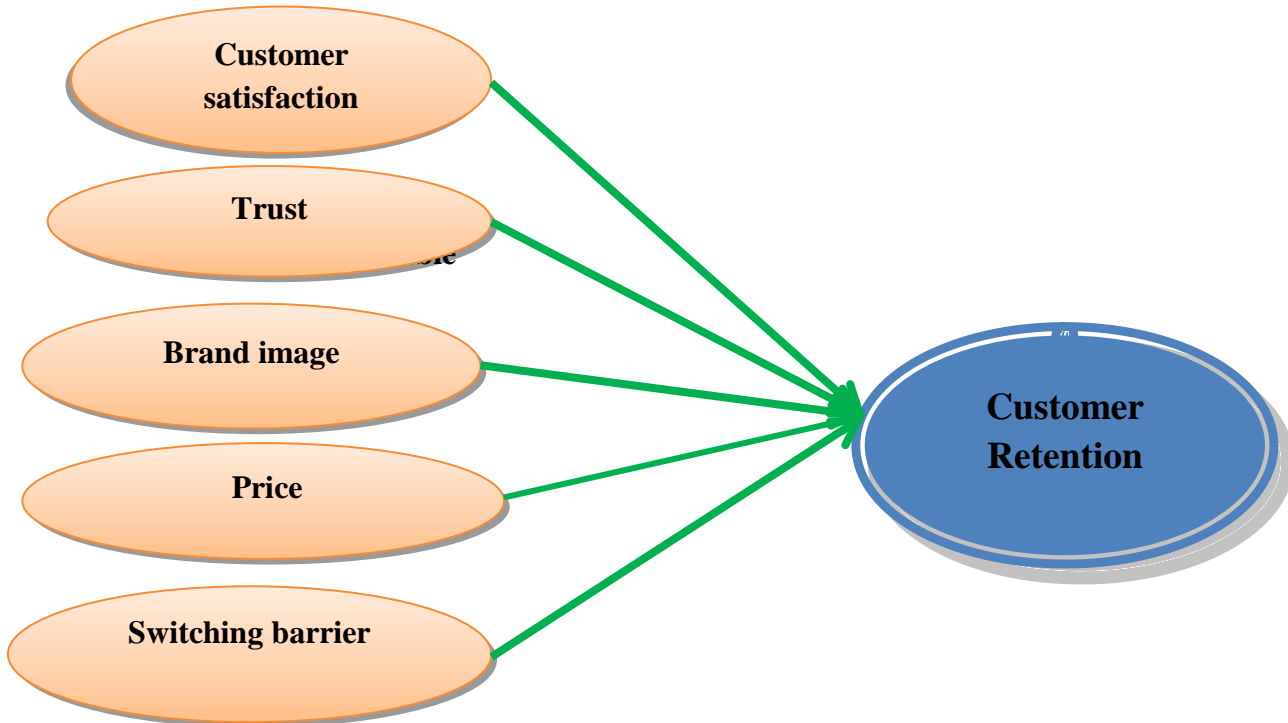 Customer
satisfaction
Trust
Brand image
Price
Switching barrier
Customer
Retention